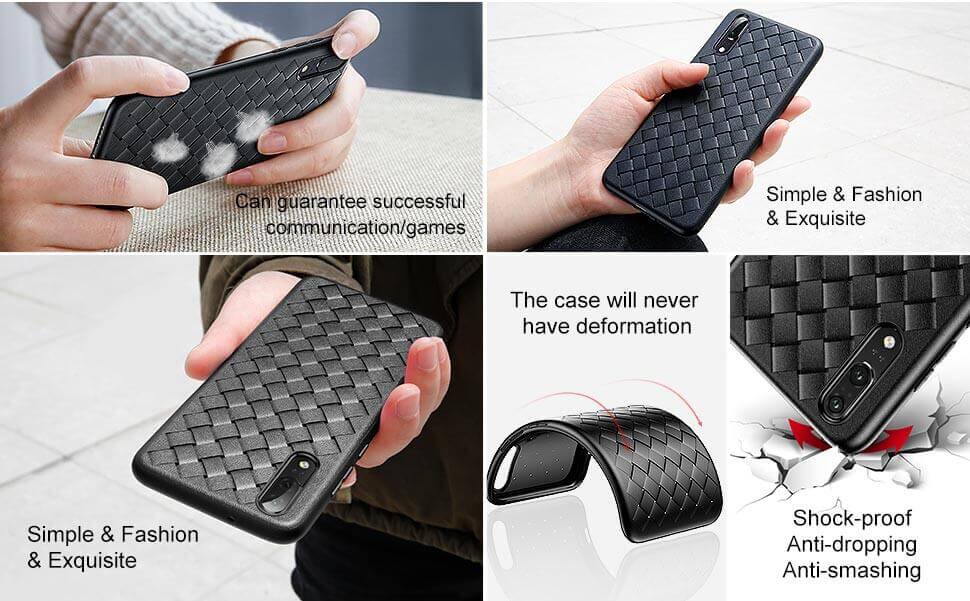 Can guarantee successful
communication/games
Simple & Fashion
& Exquisite
Simple & Fashion
& Exquisite
The case will never
have deformation
Shock-proof
Anti-dropping
Anti-smashing